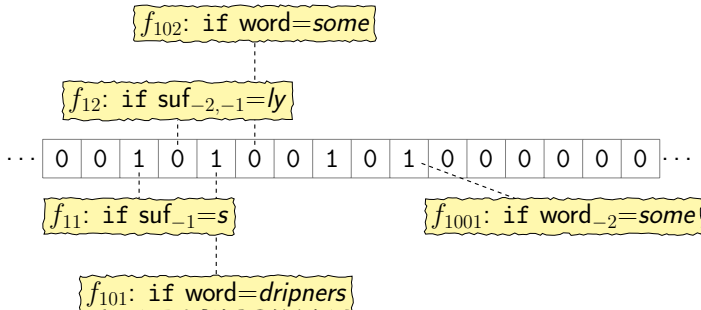 f₁₀₂: if word=some
f₁₂: if suf₋₂,₋₁=ly
··· 0 0 1 0 1 0 0 1 0 1 0 0 0 0 0 0 ···
f₁₁: if suf₋₁=s
f₁₀₀₁: if word₋₂=some
f₁₀₁: if word=dripners